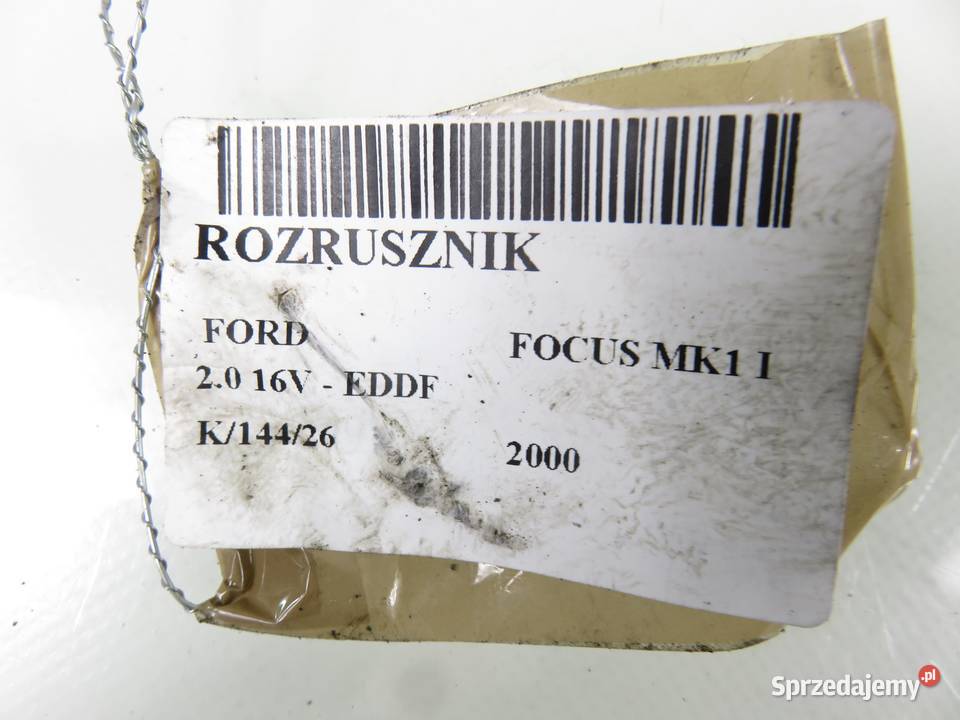 ROZRUSZNIK
FORD FOCUS MK1 I
2.0 16V - EDDF
K/144/26 2000
Sprzedajemy.pl